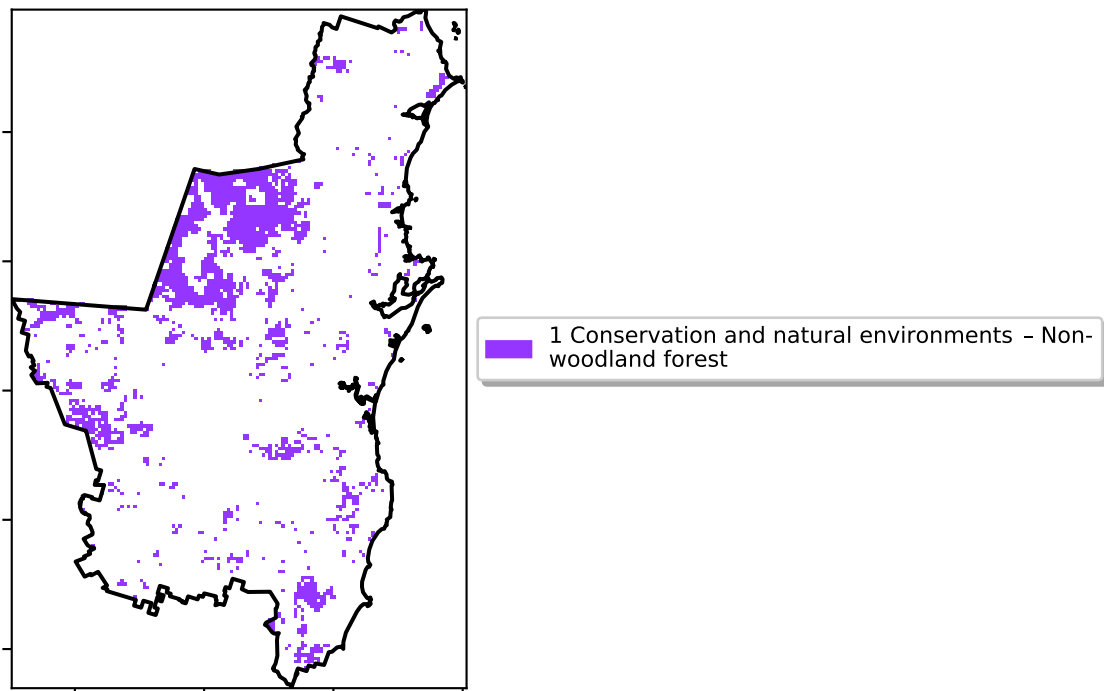 1 Conservation and natural environments – Non-
woodland forest